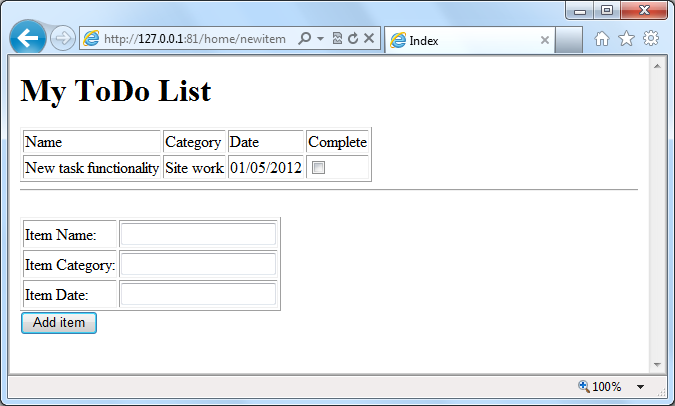 http://127.0.0.1:81/home/newitem
Index
My ToDo List
Name Category Date Complete
New task functionality Site work 01/05/2012
Item Name:
Item Category:
Item Date:
Add item
100%